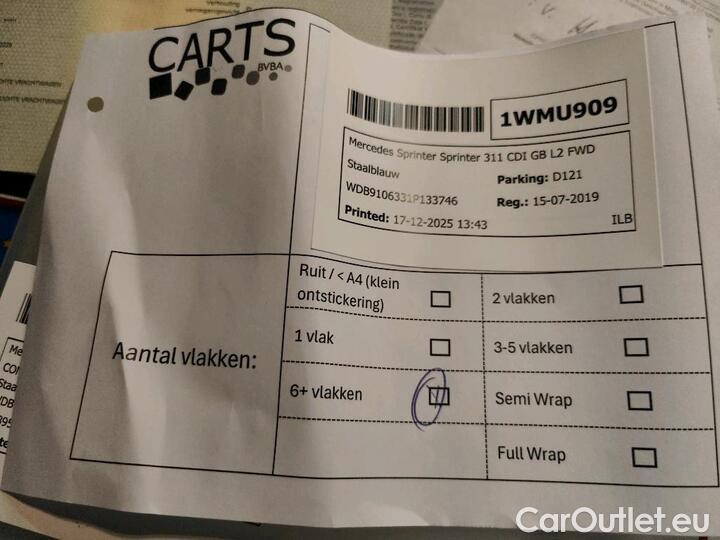 CARTS
BVBA
1WMU909
Mercedes Sprinter Sprinter 311 CDI GB L2 FWD
Staalblauw
Parking: D121
WDB9106331P133746
Reg.: 15-07-2019
Printed: 17-12-2025 13:43
ILB
Aantal vlakken:
Ruit / < A4 (klein
ontstickering)
2 vlakken
1 vlak
3-5 vlakken
6+ vlakken
Semi Wrap
Full Wrap
CarOutlet.eu